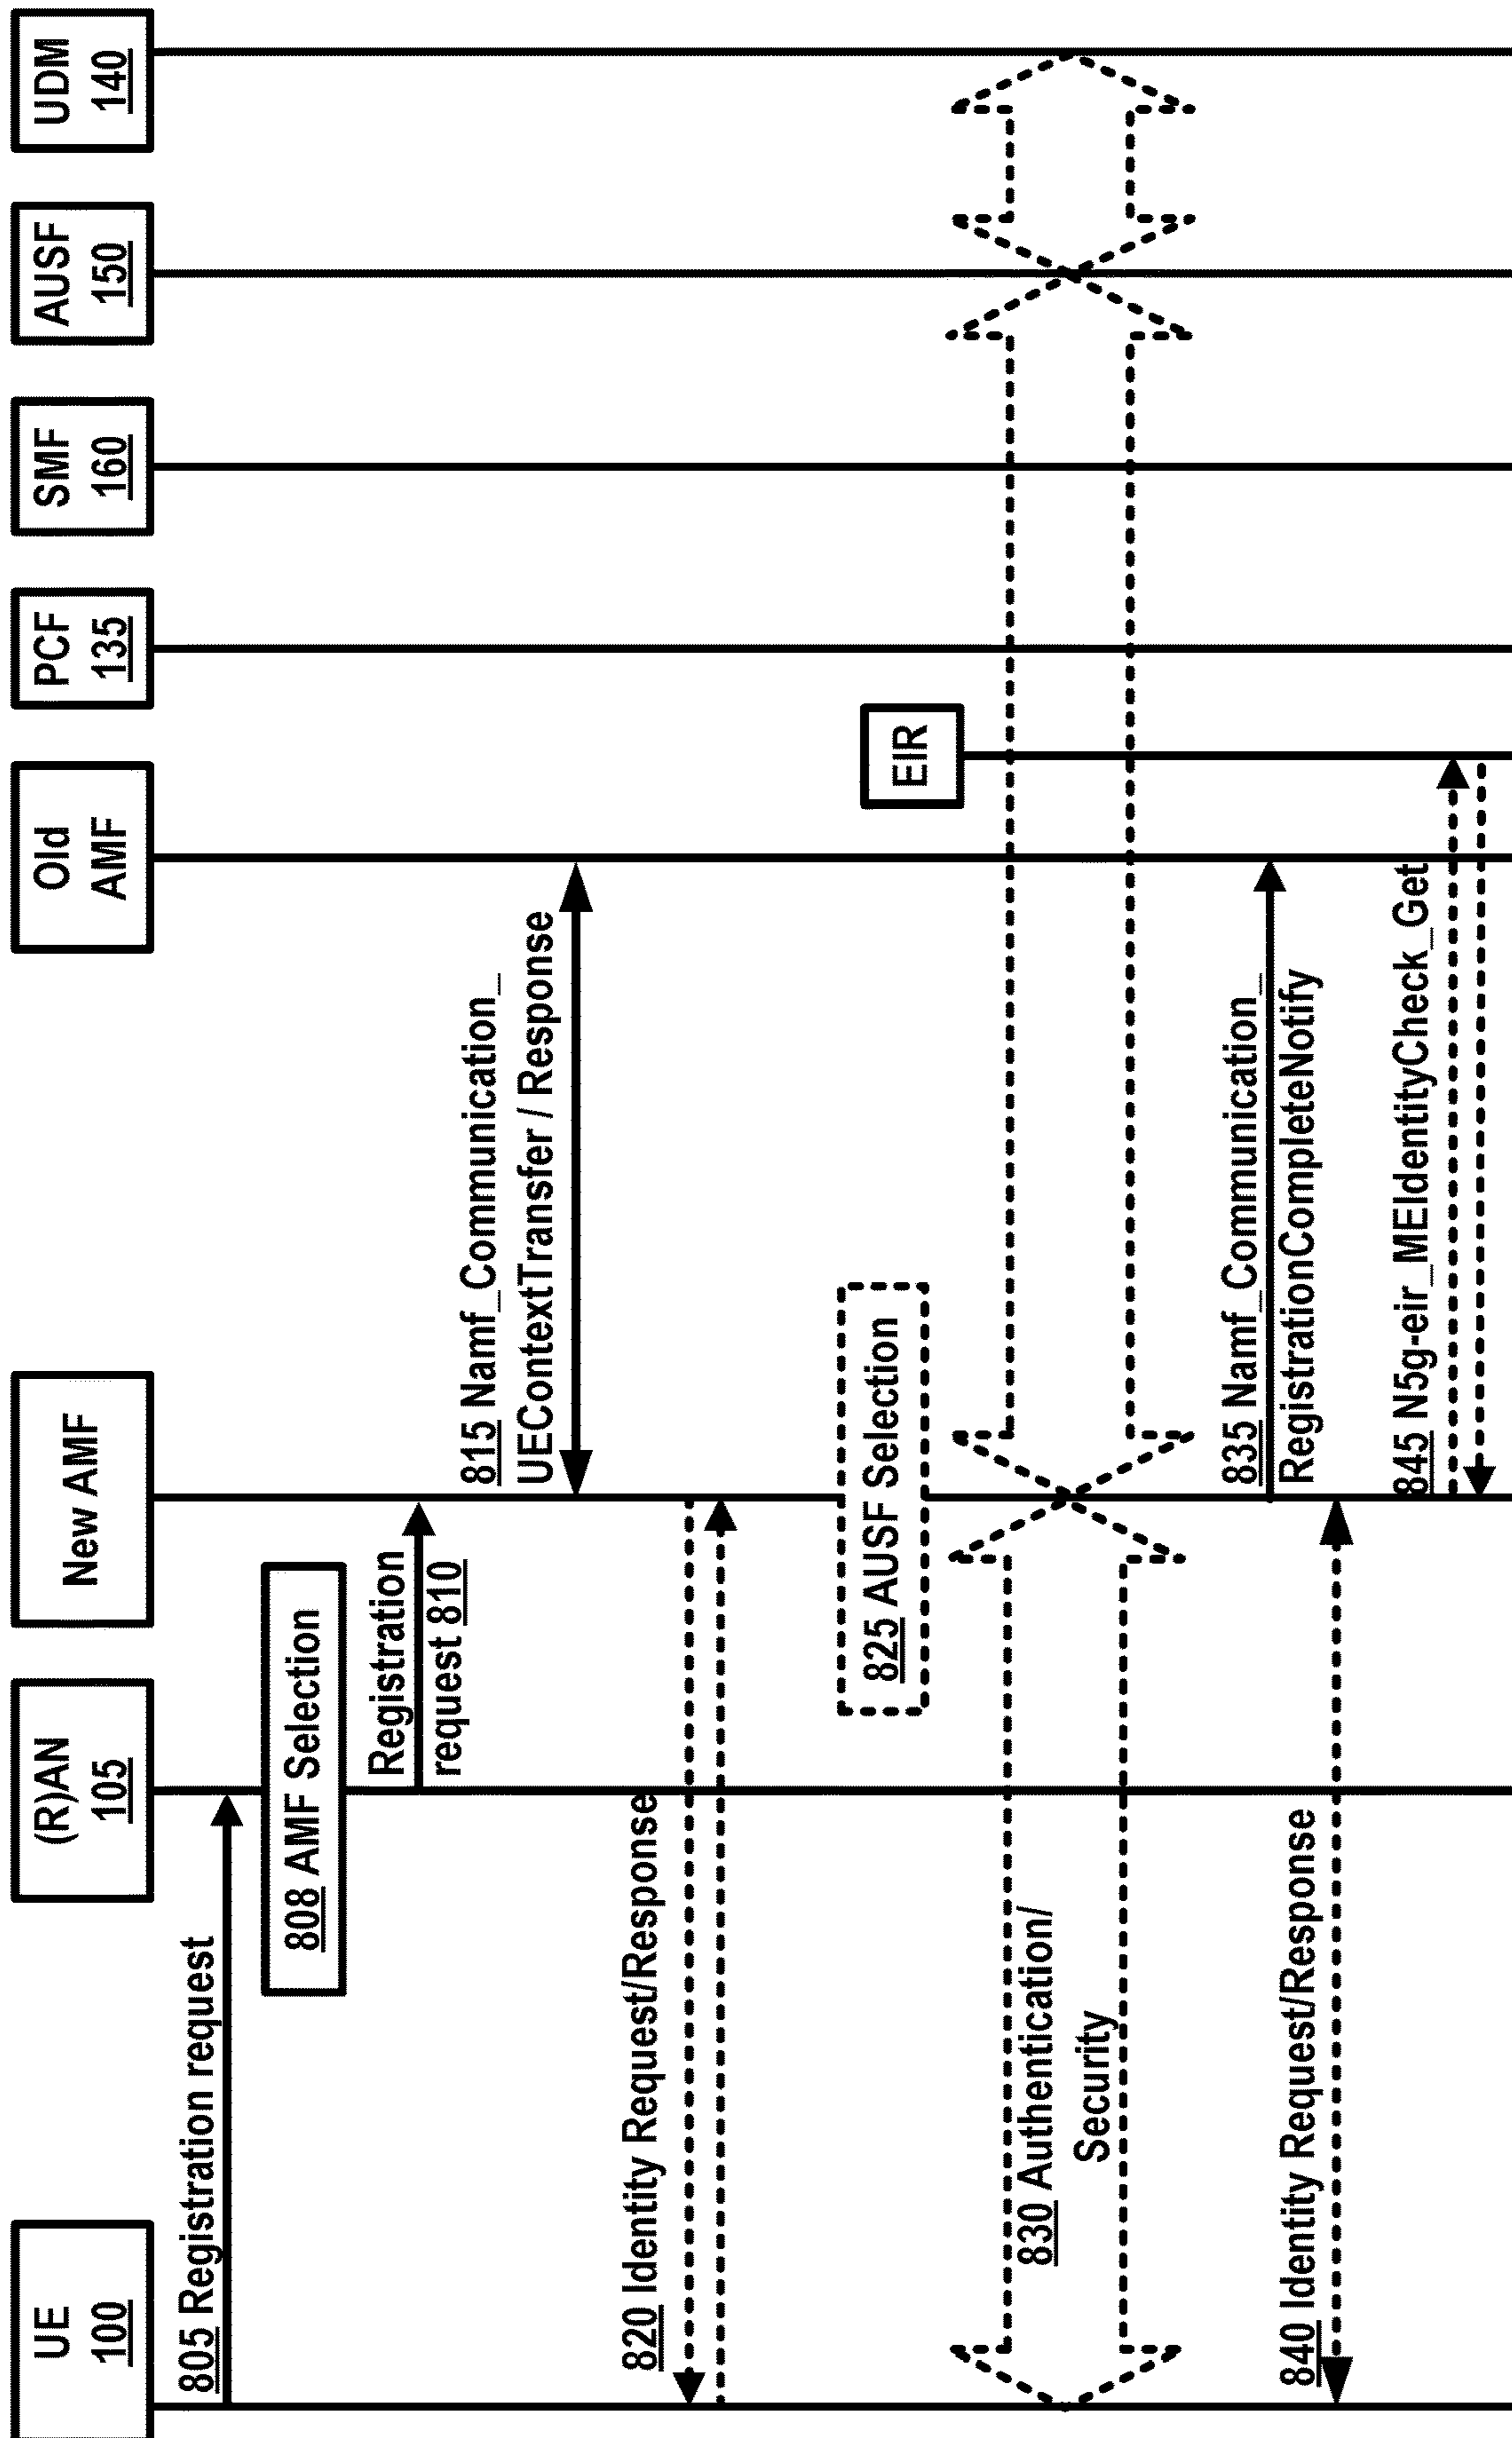 UE
100
(R)AN
105
New AMF
Old
AMF
PCF
135
SMF
160
AUSF
150
UDM
140
805 Registration request
808 AMF Selection
Registration
request 810
815 Namf_Communication_
UEContextTransfer / Response
820 Identity Request/Response
825 AUSF Selection
EIR
830 Authentication/
Security
835 Namf_Communication_
RegistrationCompleteNotify
840 Identity Request/Response
845 N5g-eir_MEIdentityCheck_Get